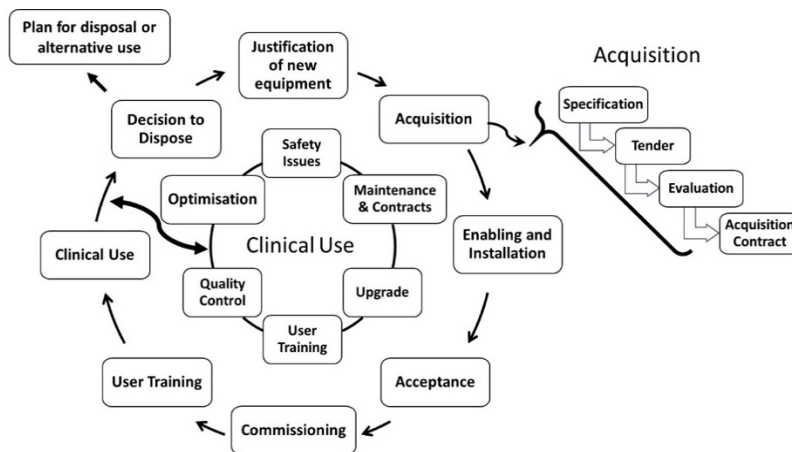 Plan for disposal or
alternative use
Justification
of new
equipment
Acquisition
Acquisition
Specification
Tender
Evaluation
Acquisition
Contract
Decision to
Dispose
Safety
Issues
Optimisation
Maintenance
& Contracts
Clinical Use
Clinical Use
Enabling and
Installation
Quality
Control
Upgrade
User
Training
User Training
Acceptance
Commissioning